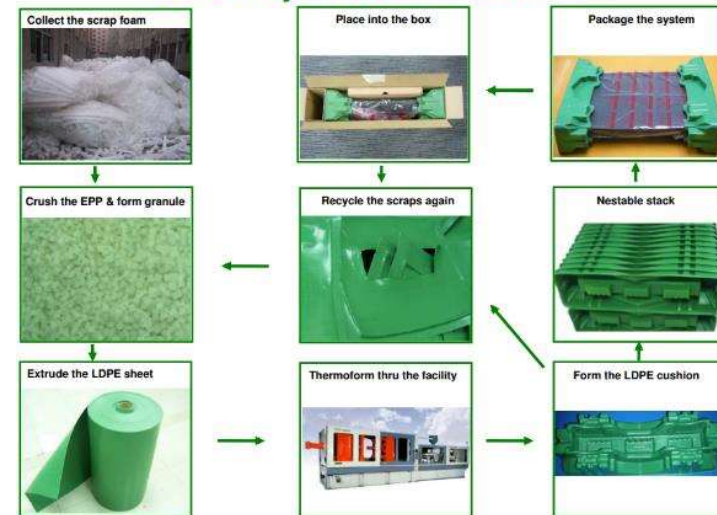 Collect the scrap foam
Place into the box
Package the system
Crush the EPP & form granule
Recycle the scraps again
Nestable stack
Extrude the LDPE sheet
Thermoform thru the facility
Form the LDPE cushion